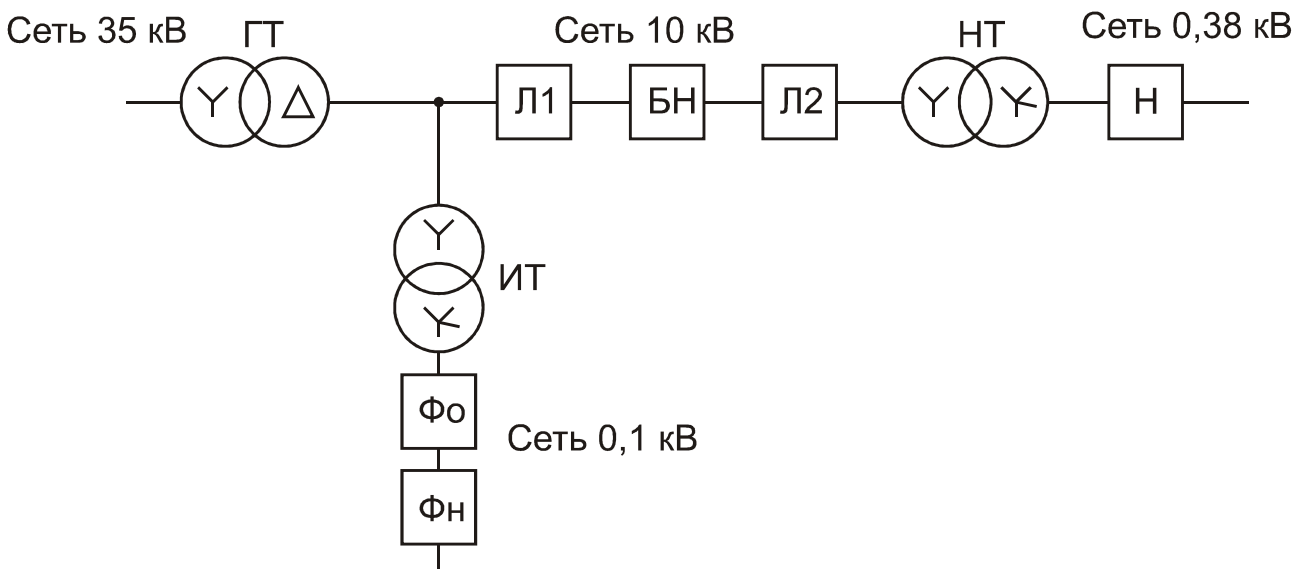 Сеть 35 кВ
ГТ
Сеть 10 кВ
НТ
Сеть 0,38 кВ
Л1
БН
Л2
Н
ИТ
Фо
Сеть 0,1 кВ
Фн